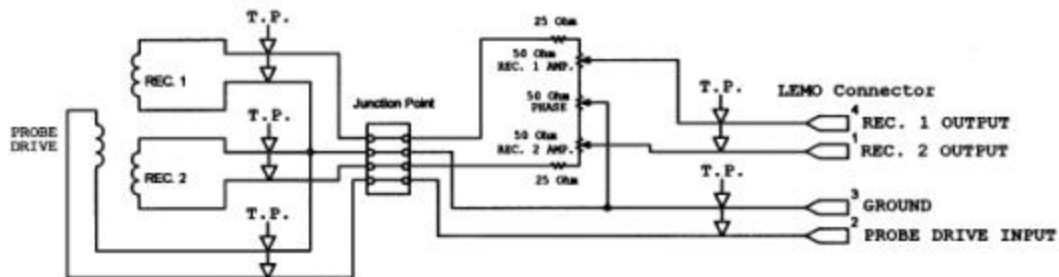 T.P.
REC. 1
T.P.
PROBE
DRIVE
REC. 2
T.P.
Junction Point
25 Ohm
50 Ohm
REC. 1 AMP.
50 Ohm
PHASE
50 Ohm
REC. 2 AMP.
25 Ohm
T.P.
T.P.
LEMO Connector
4 REC. 1 OUTPUT
1 REC. 2 OUTPUT
3 GROUND
2 PROBE DRIVE INPUT